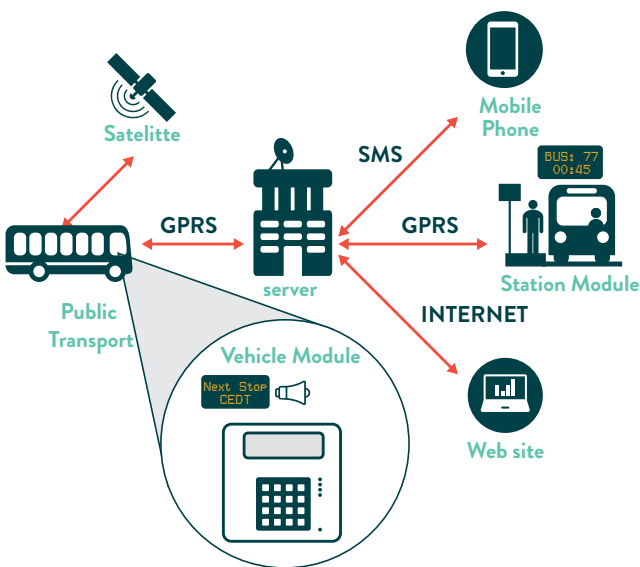 Satelitte
Mobile
Phone
SMS
BUS: 77
00:45
GPRS
GPRS
Station Module
server
Public
Transport
INTERNET
Vehicle Module
Next Stop
CEDT
Web site